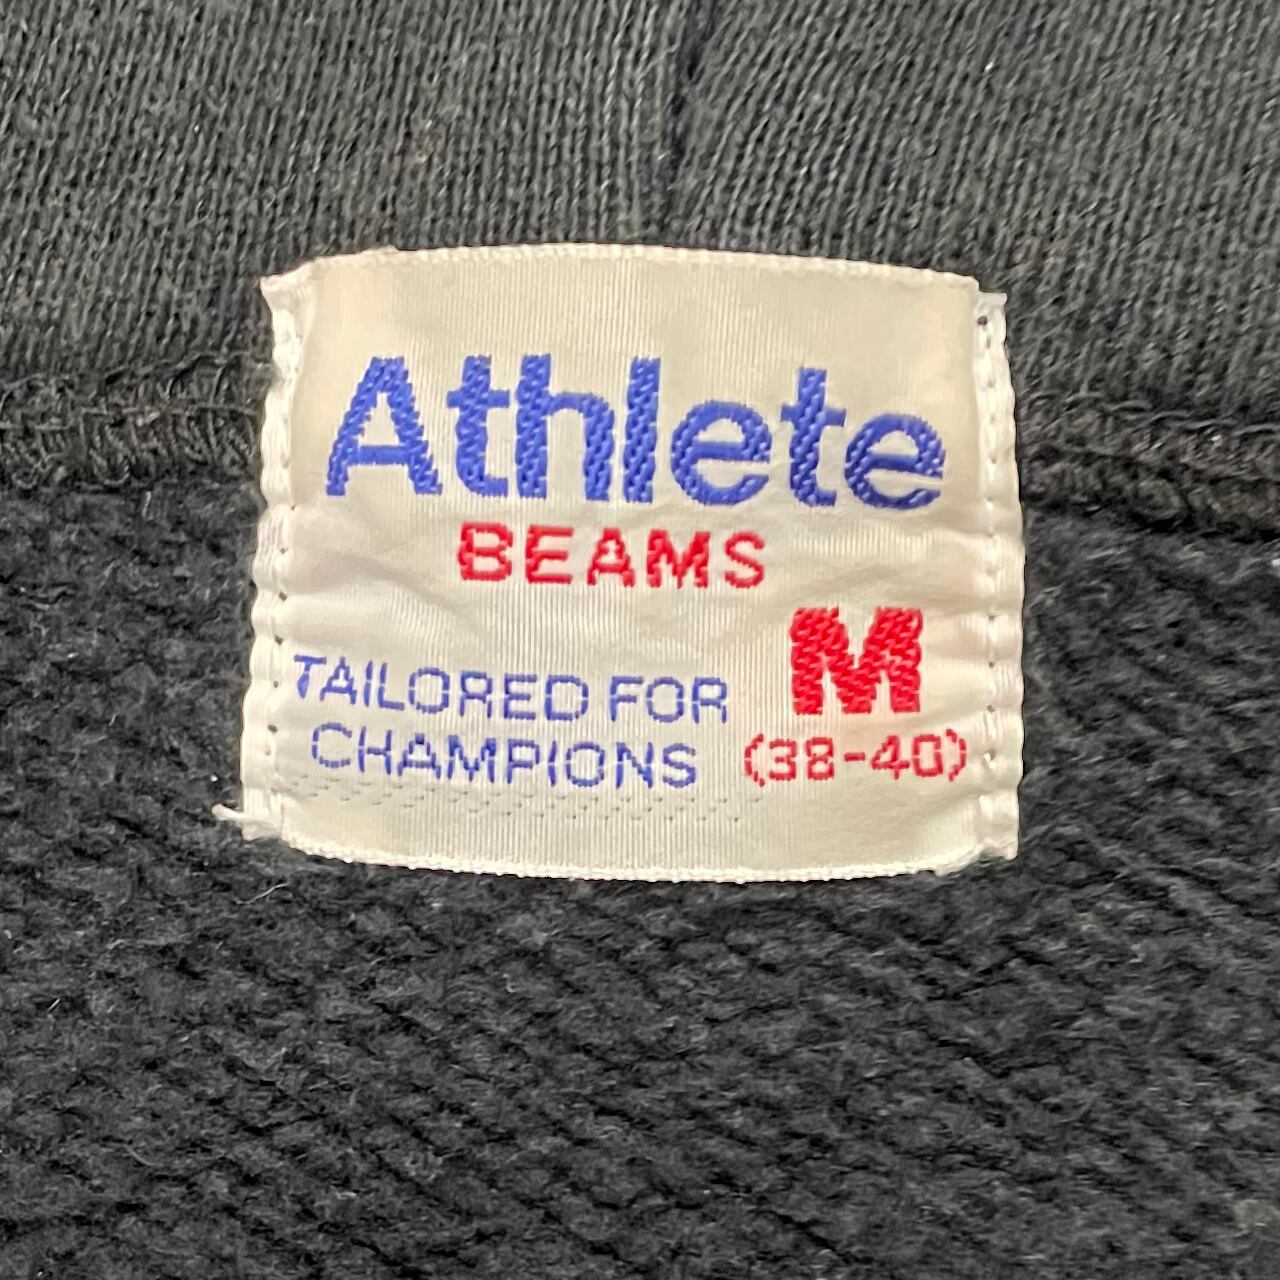 Athlete
BEAMS
M
TAILORED FOR
CHAMPIONS
(38-40)